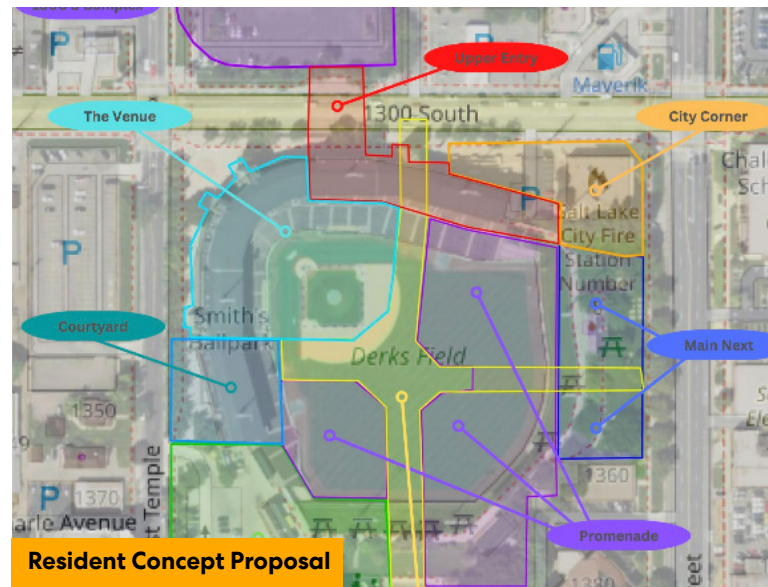 Upper Entry
Maverik
1300 South
The Venue
City Corner
Salt Lake
City Fire
Station
Number
Smith's
Ballpark
Courtyard
Derks Field
Main Next
1350
1360
1370
Promenade
Resident Concept Proposal
P
P
P
P